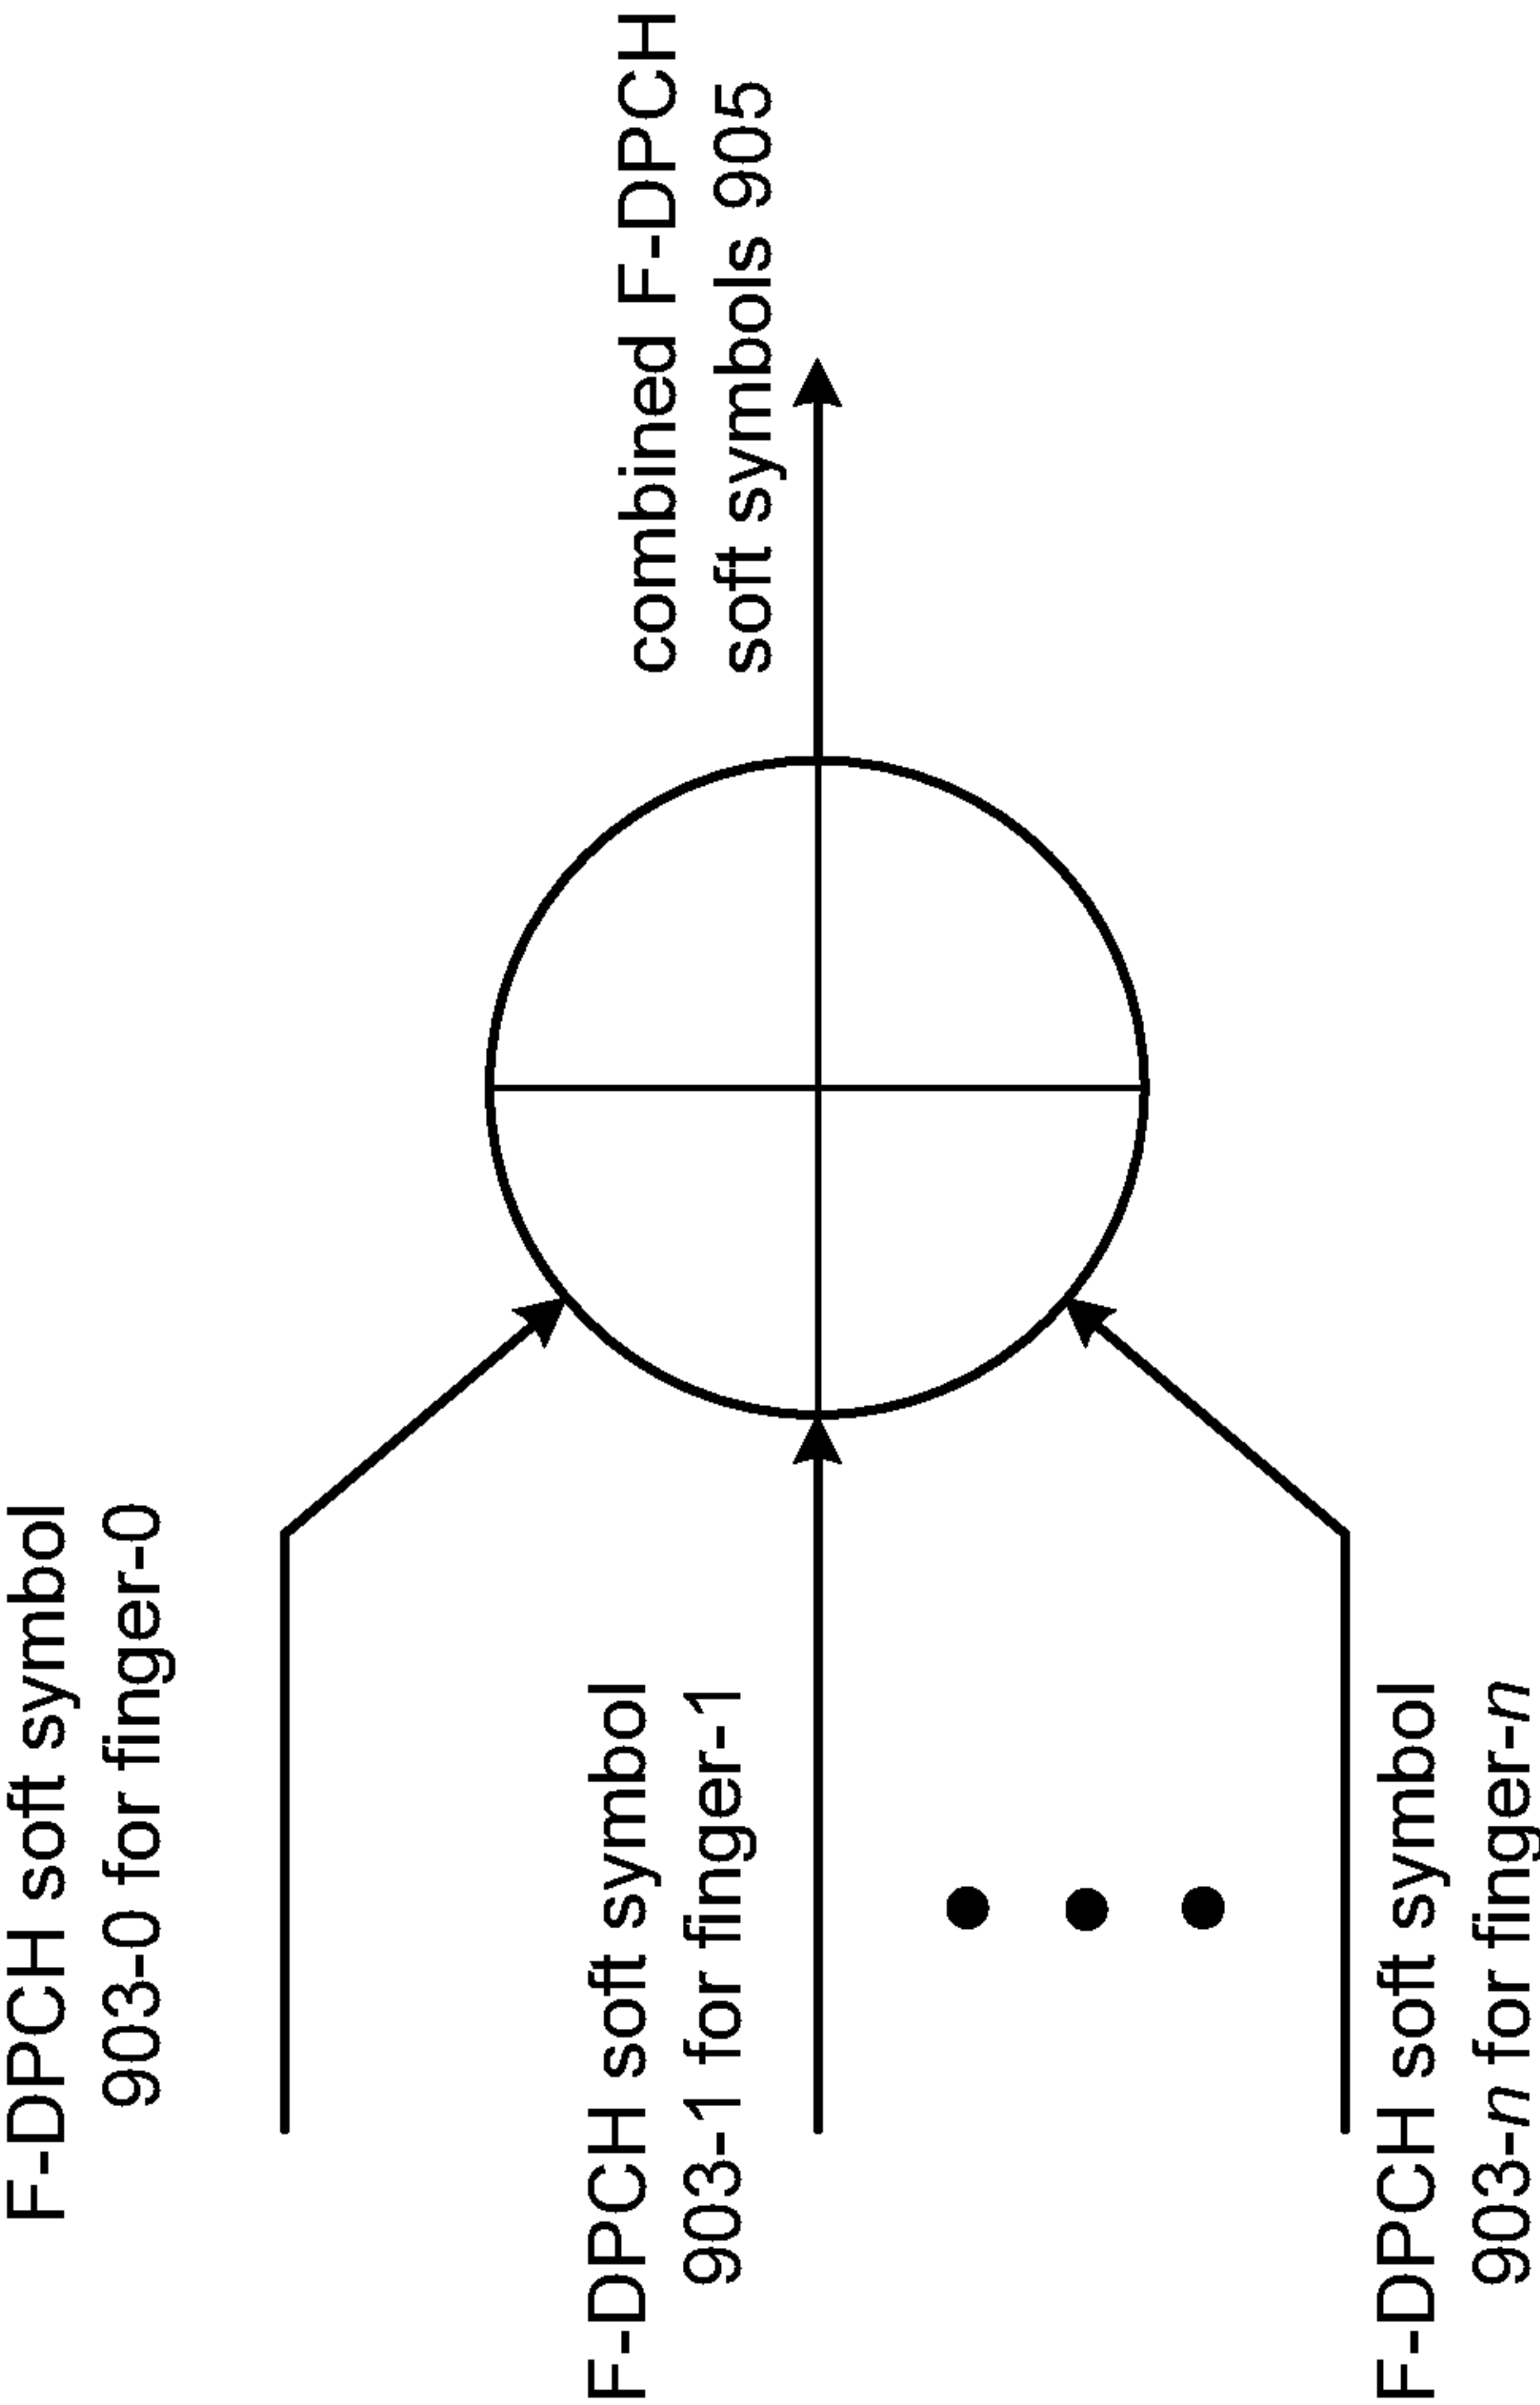 F-DPCH soft symbol
903-0 for finger-0
F-DPCH soft symbol
903-1 for finger-1
F-DPCH soft symbol
903-n for finger-n
combined F-DPCH
soft symbols 905